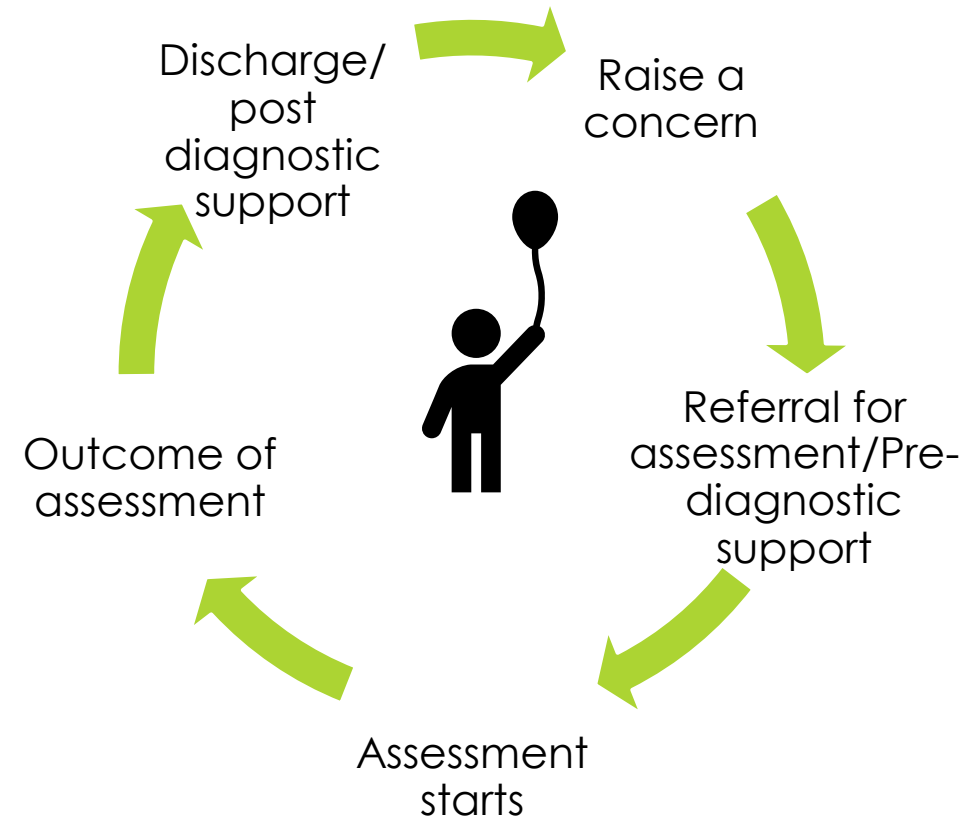 Raise a
concern
Referral for
assessment/Pre-
diagnostic
support
Assessment
starts
Outcome of
assessment
Discharge/
post
diagnostic
support